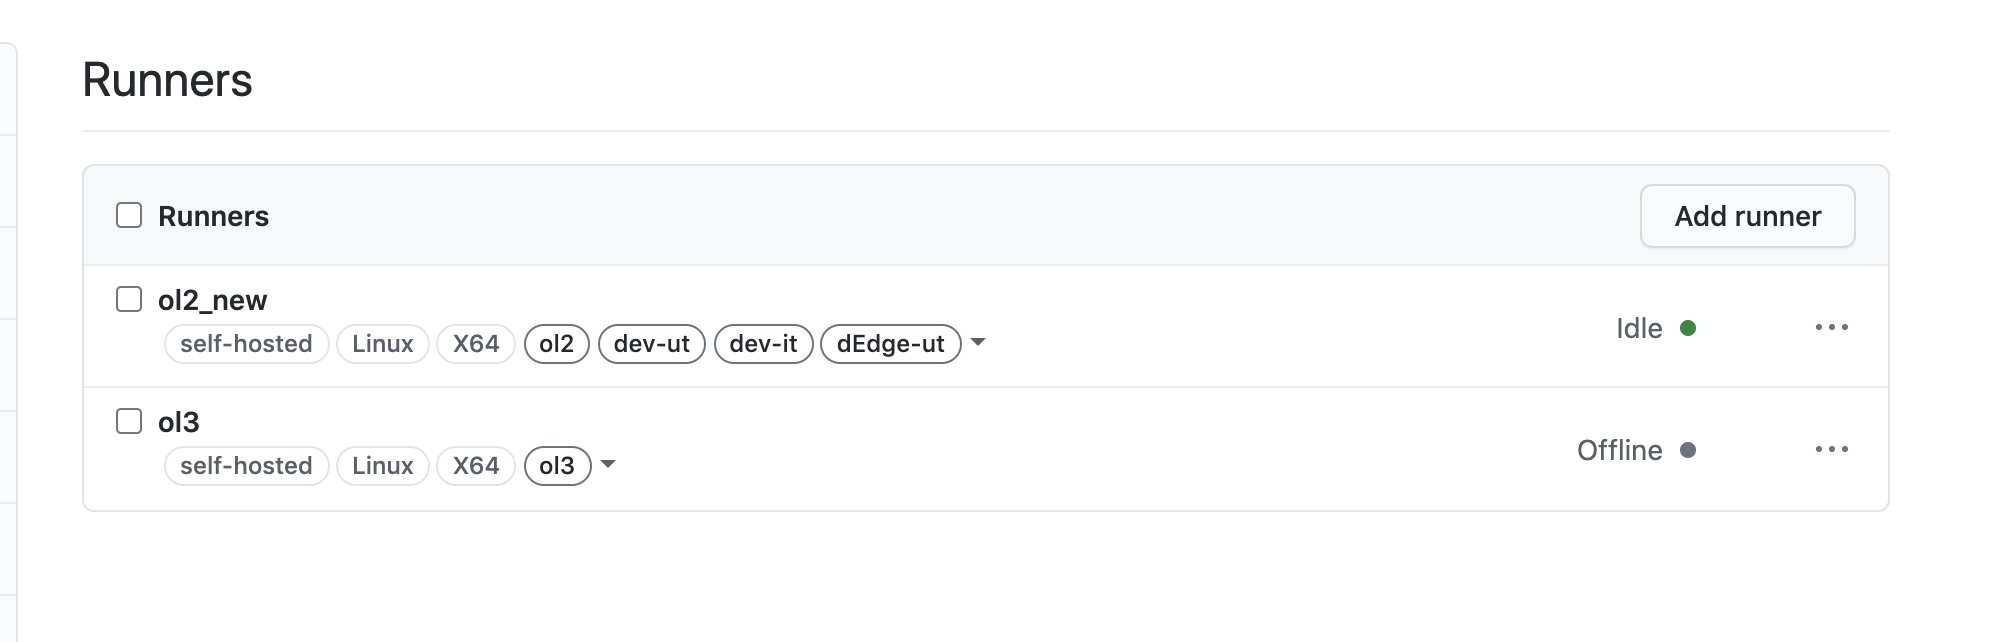 Runners
Runners
Add runner
ol2_new
self-hosted Linux X64 ol2 dev-ut dev-it dEdge-ut
Idle
ol3
self-hosted Linux X64 ol3
Offline